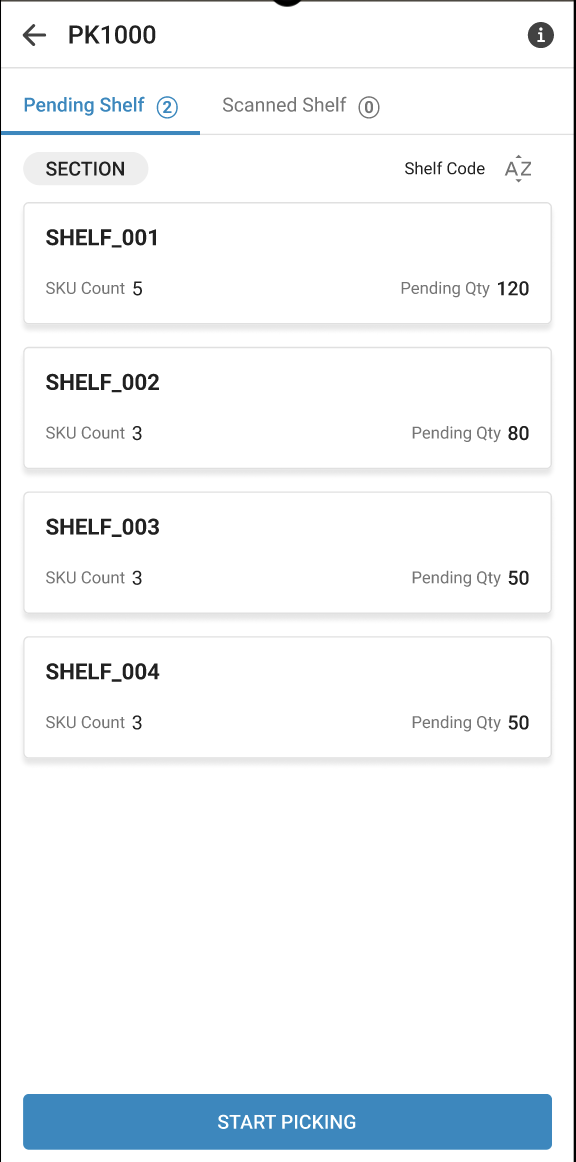 PK1000
Pending Shelf 2 Scanned Shelf 0
SECTION Shelf Code AZ
SHELF_001
SKU Count 5 Pending Qty 120
SHELF_002
SKU Count 3 Pending Qty 80
SHELF_003
SKU Count 3 Pending Qty 50
SHELF_004
SKU Count 3 Pending Qty 50
START PICKING